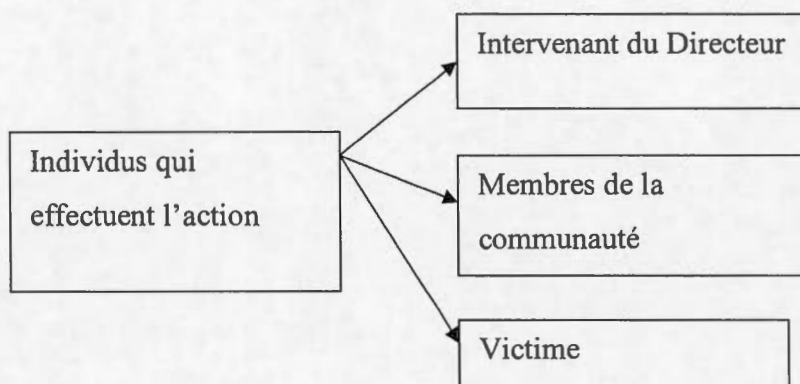 Intervenant du Directeur
Individus qui
effectuent l'action
Membres de la
communauté
Victime